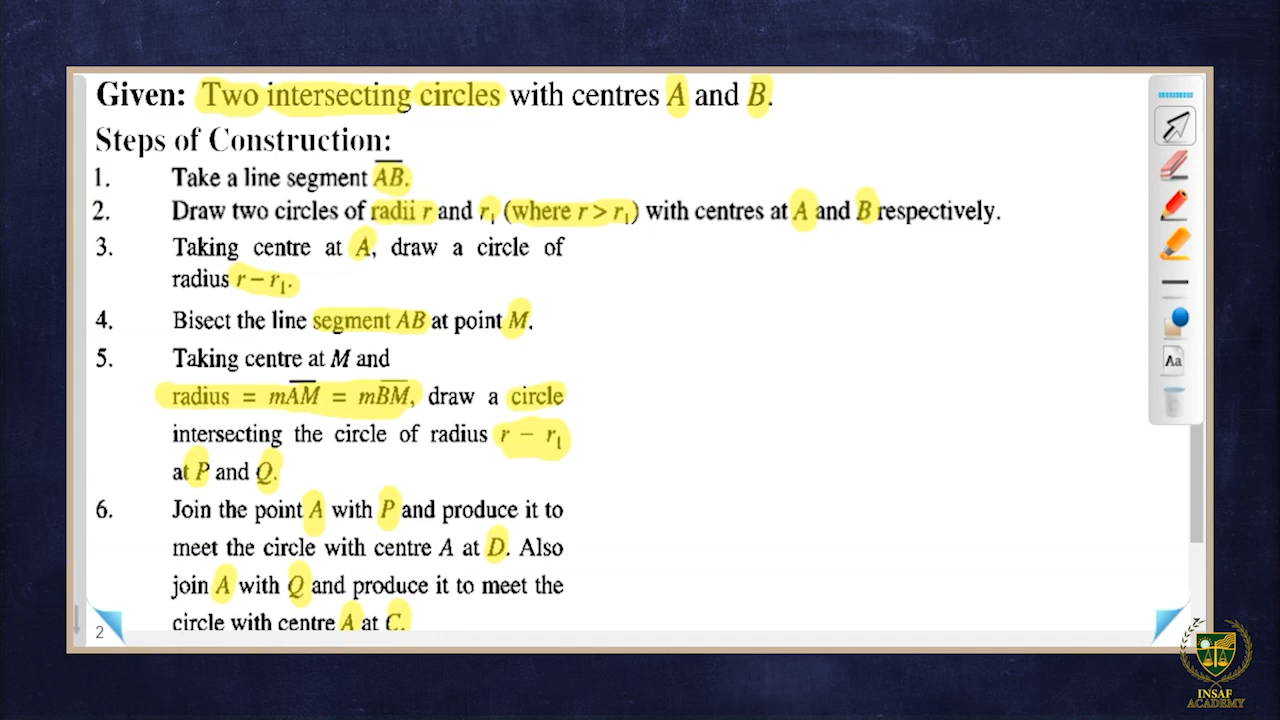 Given: Two intersecting circles with centres A and B.
Steps of Construction:
1. Take a line segment A̅B̅.
2. Draw two circles of radii r and r₁ (where r > r₁) with centres at A and B respectively.
3. Taking centre at A, draw a circle of
radius r – r₁.
4. Bisect the line segment AB at point M.
5. Taking centre at M and
radius = mA̅M̅ = mB̅M̅, draw a circle
intersecting the circle of radius r – r₁
at P and Q.
6. Join the point A with P and produce it to
meet the circle with centre A at D. Also
join A with Q and produce it to meet the
circle with centre A at C.
2
Aa
INSAF
ACADEMY